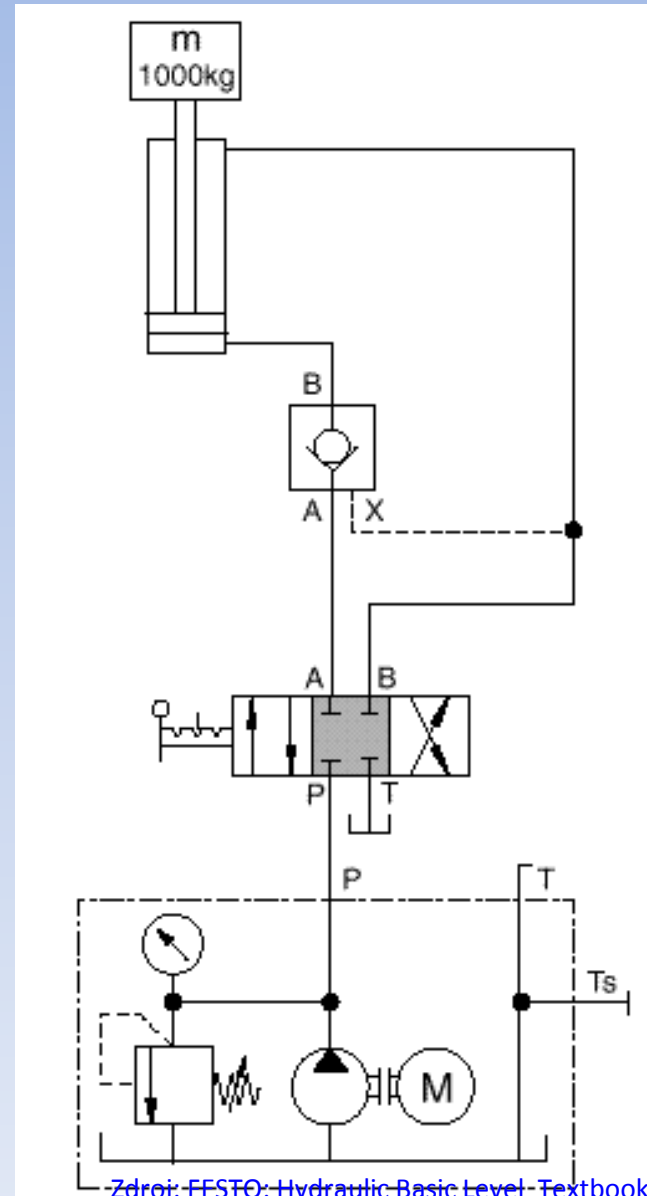 m
1000kg
B
A X
A B
P T
P
T
Ts
M
Zdroj: FESTO: Hydraulic Basic Level. Textbook